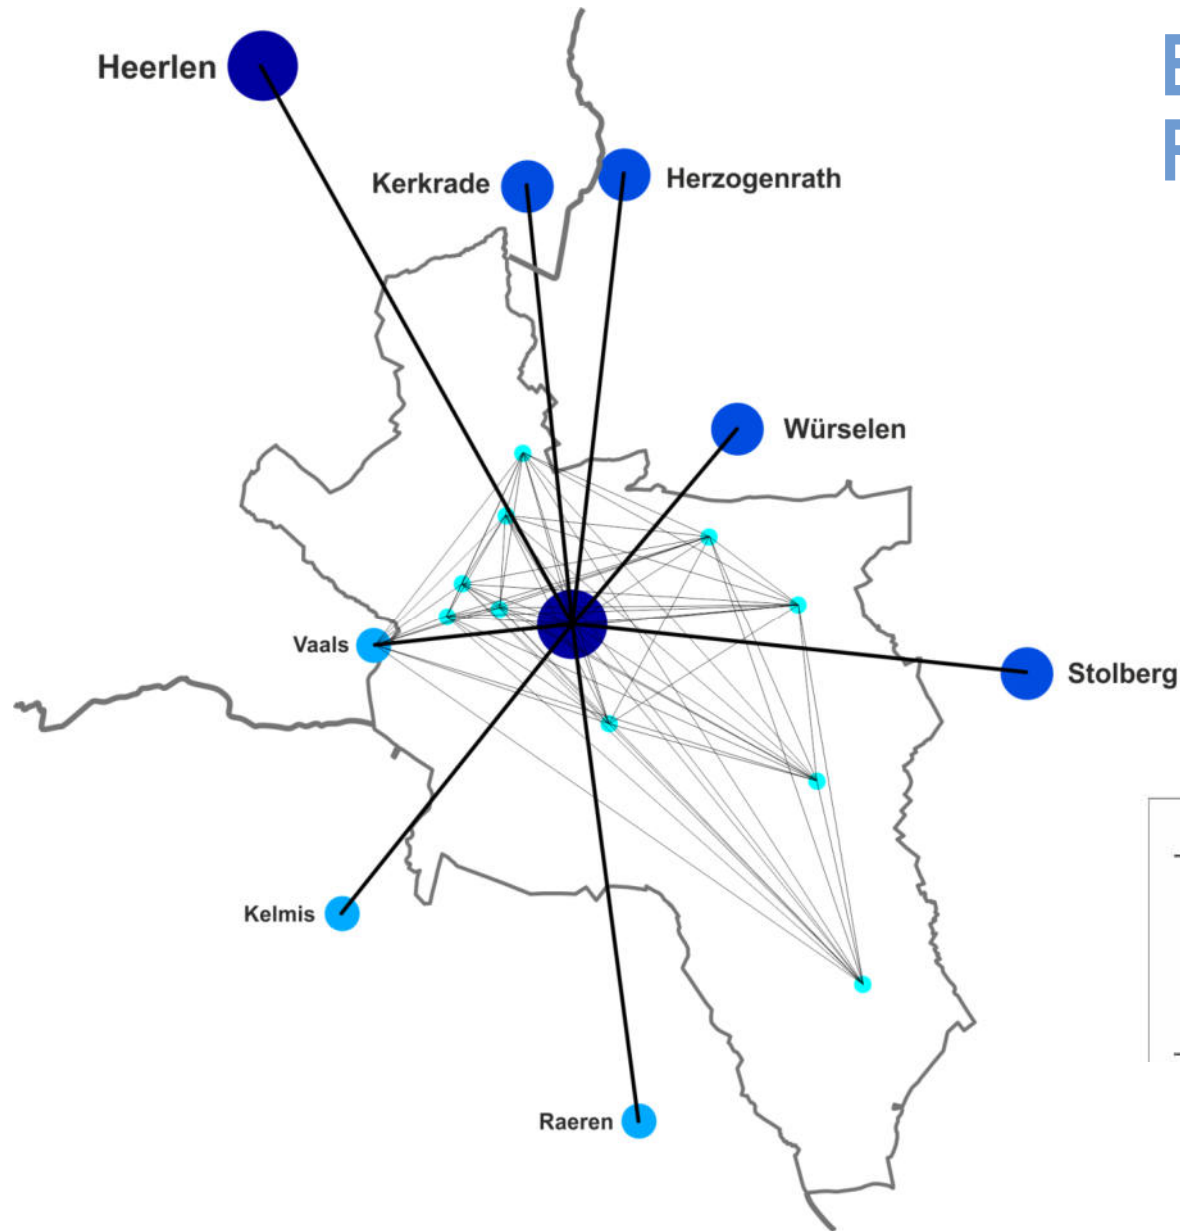 Heerlen
Kerkrade
Herzogenrath
Würselen
Vaals
Stolberg
Kelmis
Raeren